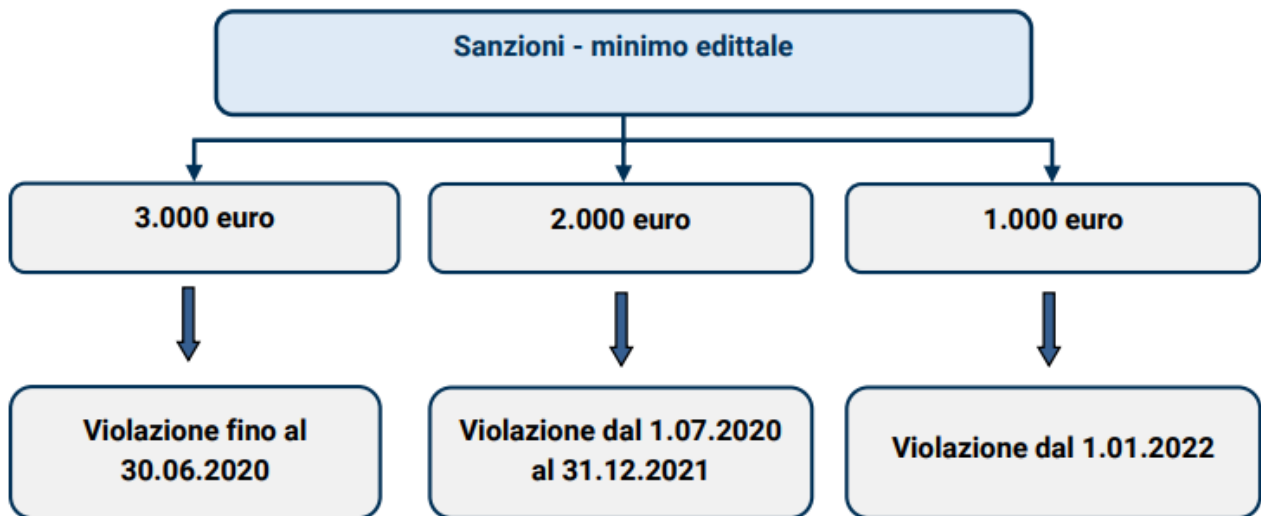 Sanzioni - minimo edittale
3.000 euro
2.000 euro
1.000 euro
Violazione fino al
30.06.2020
Violazione dal 1.07.2020
al 31.12.2021
Violazione dal 1.01.2022